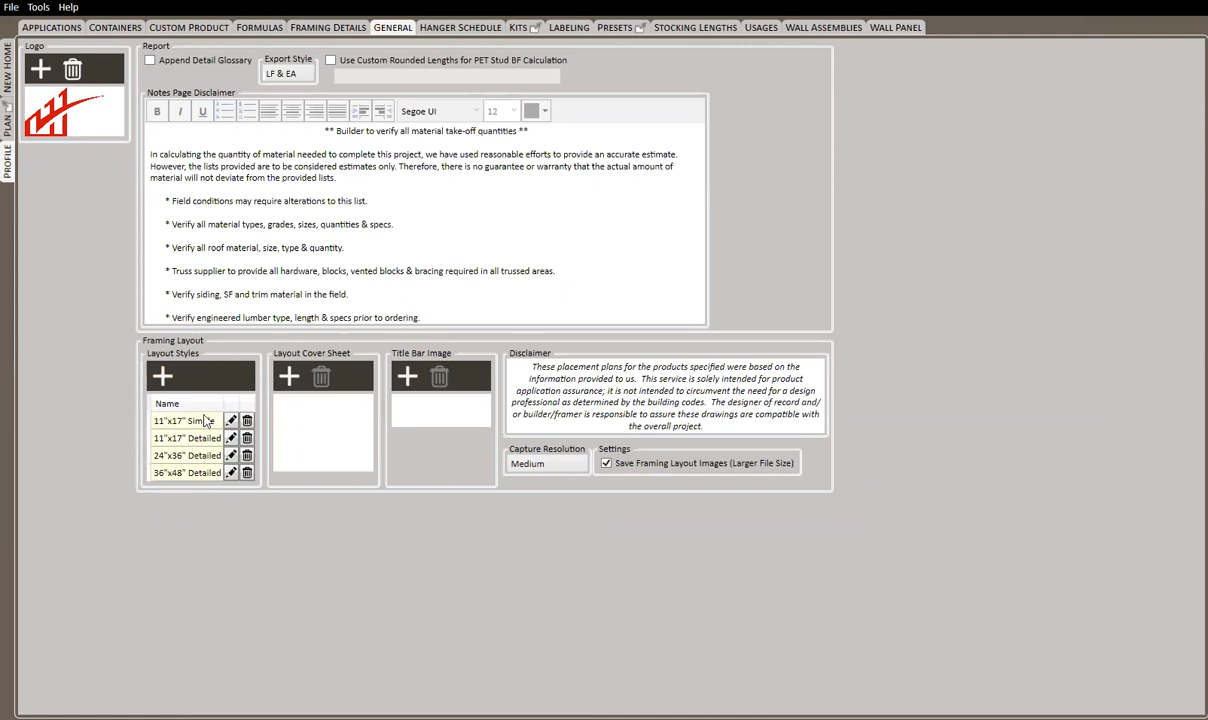 File Tools Help
APPLICATIONS CONTAINERS CUSTOM PRODUCT FORMULAS FRAMING DETAILS GENERAL HANGER SCHEDULE KITS LABELING PRESETS STOCKING LENGTHS USAGES WALL ASSEMBLIES WALL PANEL
NEW HOME
PLAN
PROFILE
Logo
Report
Append Detail Glossary
Export Style
LF & EA
Use Custom Rounded Lengths for PET Stud BF Calculation
Notes Page Disclaimer
B I U Segoe UI 12
** Builder to verify all material take-off quantities **
In calculating the quantity of material needed to complete this project, we have used reasonable efforts to provide an accurate estimate.
However, the lists provided are to be considered estimates only. Therefore, there is no guarantee or warranty that the actual amount of
material will not deviate from the provided lists.
* Field conditions may require alterations to this list.
* Verify all material types, grades, sizes, quantities & specs.
* Verify all roof material, size, type & quantity.
* Truss supplier to provide all hardware, blocks, vented blocks & bracing required in all trussed areas.
* Verify siding, SF and trim material in the field.
* Verify engineered lumber type, length & specs prior to ordering.
Framing Layout
Layout Styles
Name
11"x17" Simple
11"x17" Detailed
24"x36" Detailed
36"x48" Detailed
Layout Cover Sheet
Title Bar Image
Disclaimer
These placement plans for the products specified were based on the
information provided to us. This service is solely intended for product
application assurance; it is not intended to circumvent the need for a design
professional as determined by the building codes. The designer of record and/
or builder/framer is responsible to assure these drawings are compatible with
the overall project.
Capture Resolution
Medium
Settings
Save Framing Layout Images (Larger File Size)